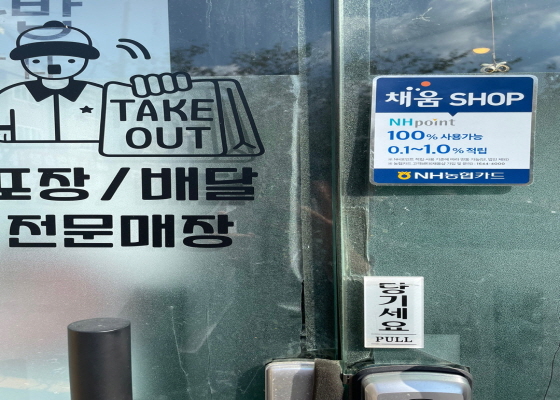 TAKE
OUT
포장/배달
전문매장
채움 SHOP
NHpoint
100% 사용가능
0.1~1.0% 적립
NH농협카드
당기세요
PULL